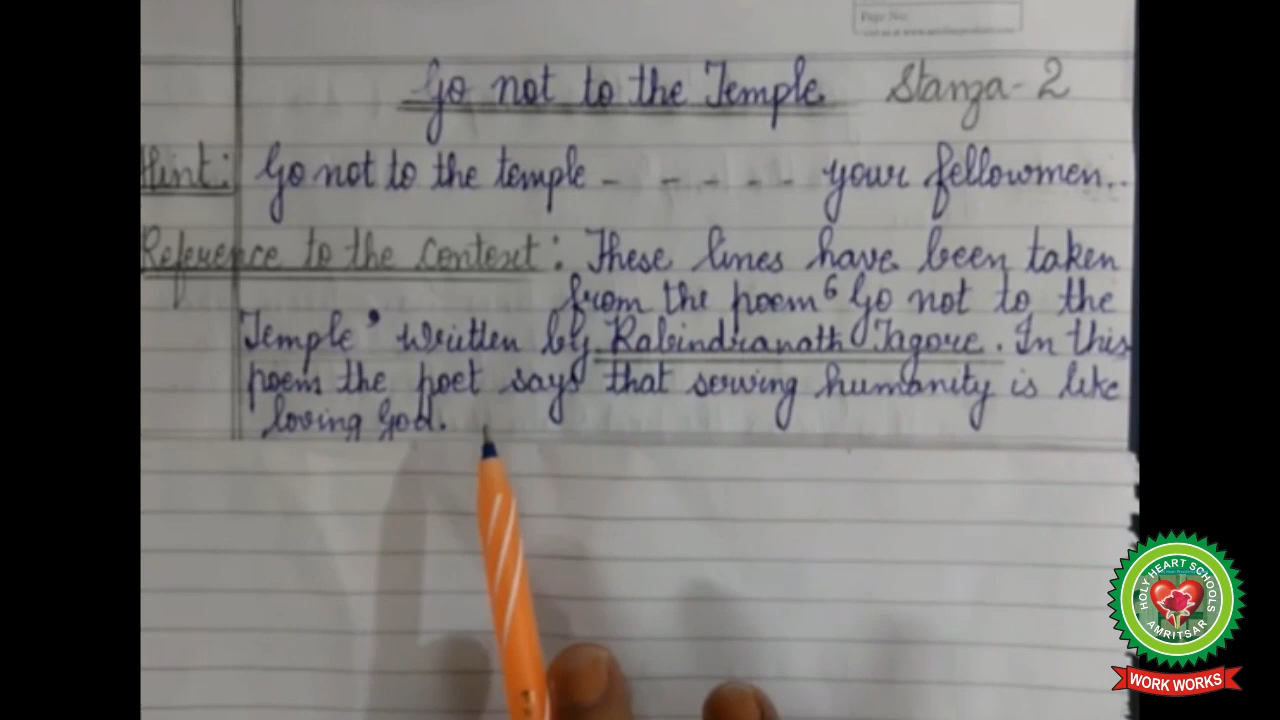 Page No.
Go not to the Temple Stanza-2
Hint: Go not to the temple - - - - - your fellowmen..
Reference to the context: These lines have been taken
from the poem ‘Go not to the
Temple’ written by Rabindranath Tagore. In this
poem the poet says that serving humanity is like
loving God.
HOLY HEART SCHOOLS
AMRITSAR
WORK WORKS